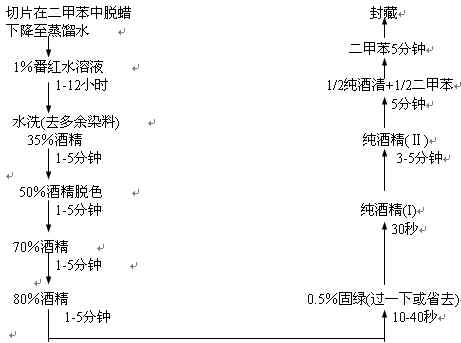 切片在二甲苯中脱蜡
下降至蒸馏水
1%番红水溶液
1-12小时
水洗(去多余染料)
35%酒精
1-5分钟
50%酒精脱色
1-5分钟
70%酒精
1-5分钟
80%酒精
1-5分钟
封藏
二甲苯5分钟
1/2纯酒清+1/2二甲苯
5分钟
纯酒精(Ⅱ)
3-5分钟
纯酒精(I)
30秒
0.5%固绿(过一下或省去)
10-40秒